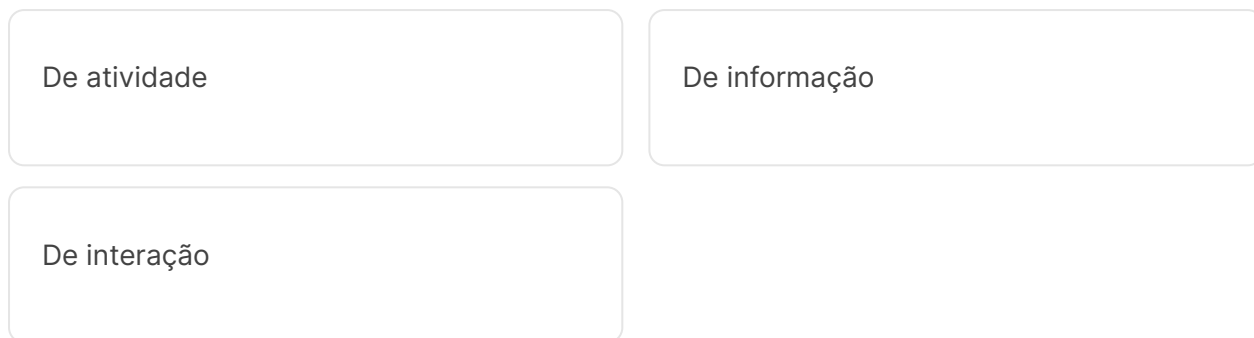 De atividade
De informação
De interação